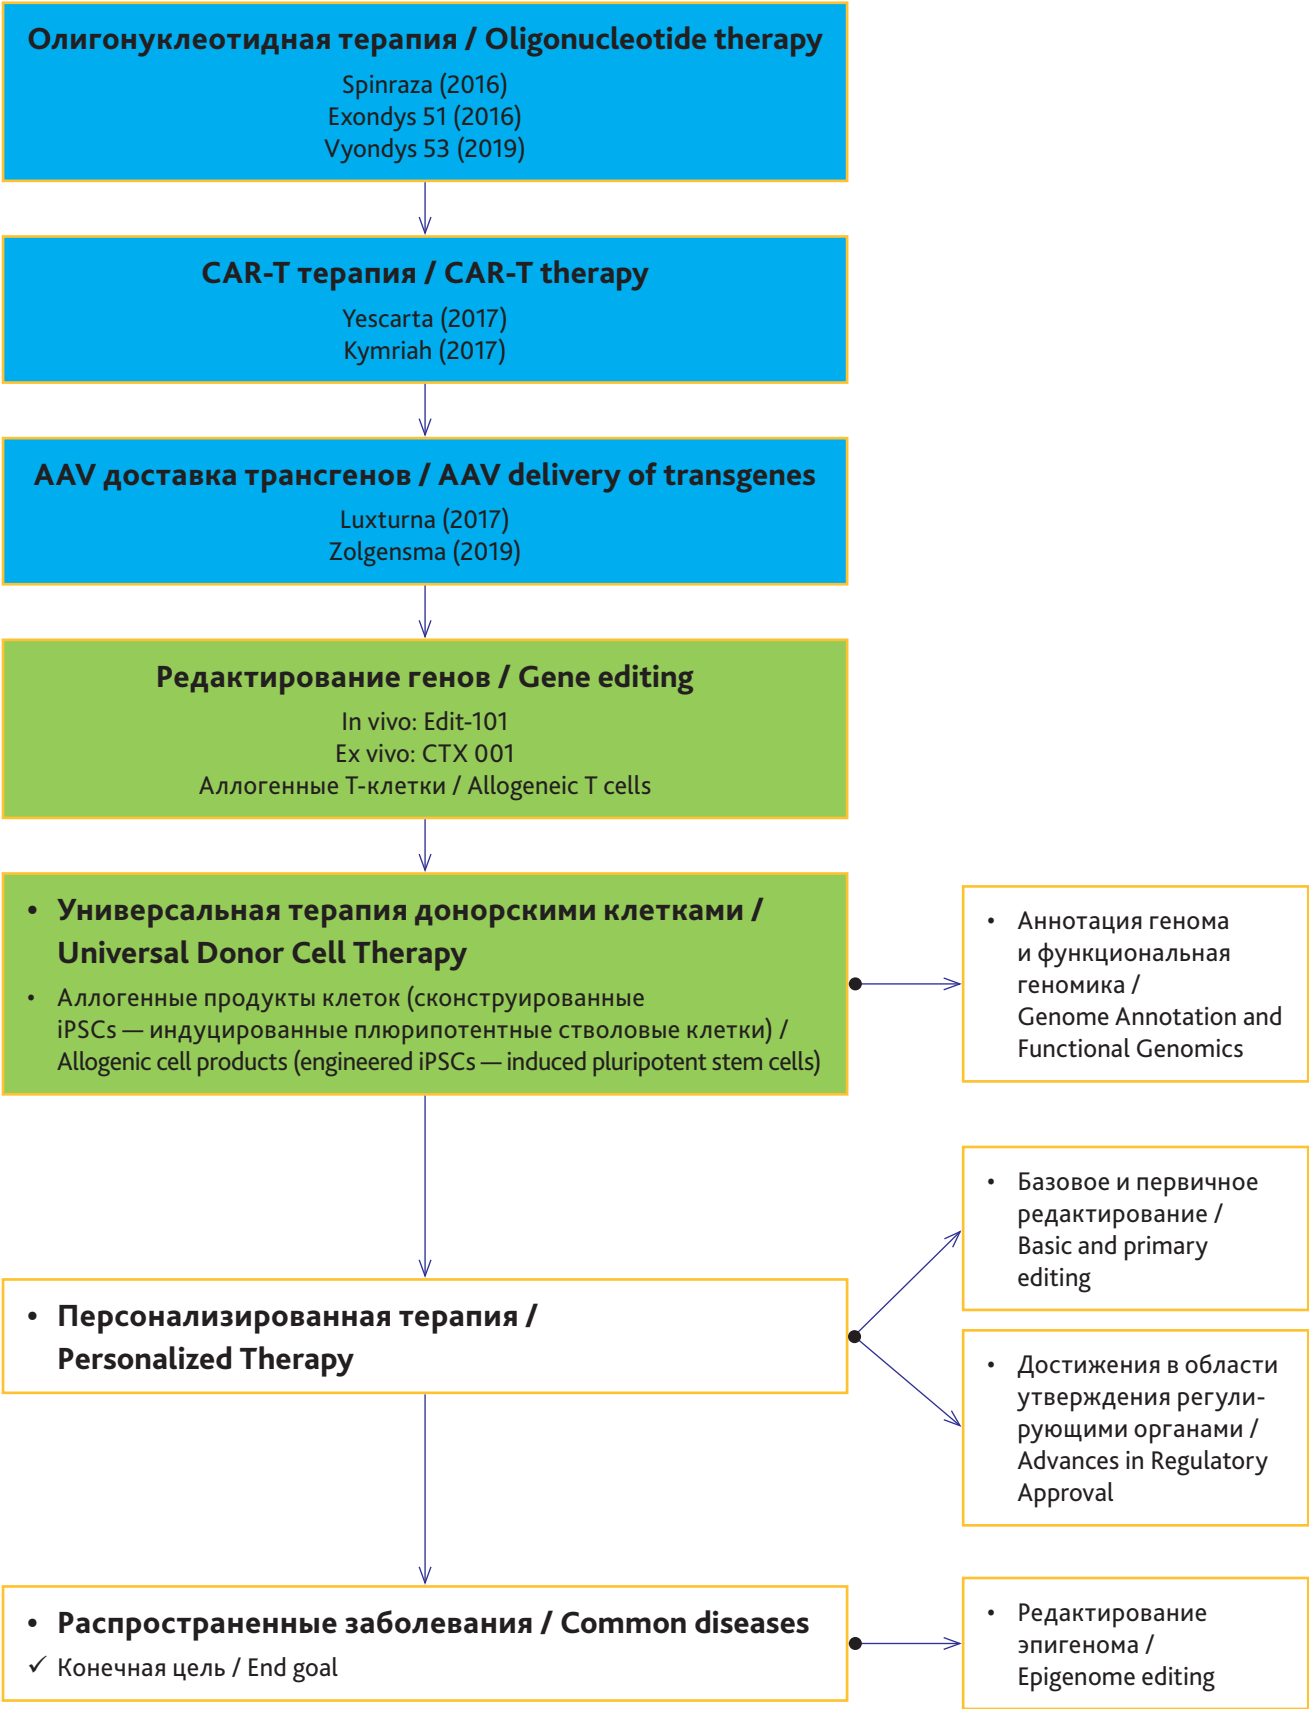 Олигонуклеотидная терапия / Oligonucleotide therapy
Spinraza (2016)
Exondys 51 (2016)
Vyondys 53 (2019)
CAR-T терапия / CAR-T therapy
Yescarta (2017)
Kymriah (2017)
AAV доставка трансгенов / AAV delivery of transgenes
Luxturna (2017)
Zolgensma (2019)
Редактирование генов / Gene editing
In vivo: Edit-101
Ex vivo: CTX 001
Аллогенные Т-клетки / Allogeneic T cells
• Универсальная терапия донорскими клетками /
Universal Donor Cell Therapy
• Аллогенные продукты клеток (сконструированные
iPSCs — индуцированные плюрипотентные стволовые клетки) /
Allogenic cell products (engineered iPSCs — induced pluripotent stem cells)
• Аннотация генома
и функциональная
геномика /
Genome Annotation and
Functional Genomics
• Базовое и первичное
редактирование /
Basic and primary
editing
• Персонализированная терапия /
Personalized Therapy
• Достижения в области
утверждения регули-
рующими органами /
Advances in Regulatory
Approval
• Распространенные заболевания / Common diseases
✓ Конечная цель / End goal
• Редактирование
эпигенома /
Epigenome editing